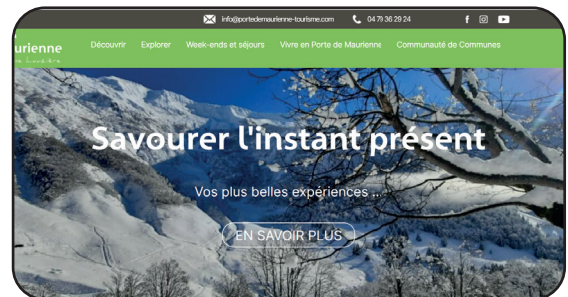 info@portedemaurienne-tourisme.com 04 79 36 29 24
urienne
Découvrir Explorer Week-ends et séjours Vivre en Porte de Maurienne Communauté de Communes
Savourer l'instant présent
Vos plus belles expériences ...
EN SAVOIR PLUS